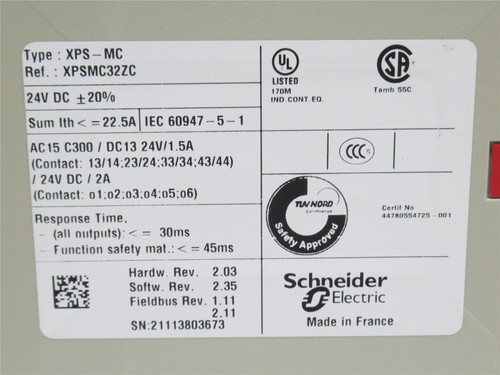 Type : XPS-MC
Ref. : XPSMC32ZC
24V DC ±20%
Sum Ith <=22.5A IEC 60947-5-1
AC15 C300 / DC13 24V/1.5A
(Contact: 13/14;23/24;33/34;43/44)
/ 24V DC / 2A
(Contact: o1;o2;o3;o4;o5;o6)
Response Time,
- (all outputs): <= 30ms
- Function safety mat.: <= 45ms
Hardw. Rev. 2.03
Softw. Rev. 2.35
Fieldbus Rev. 1.11
2.11
SN:21113803673
UL
LISTED
170M
IND.CONT.EQ.
SA
Tamb 55C
CCC S
TUV NORD
Safety Approved
Certif No
44780554725-001
Schneider
Electric
Made in France